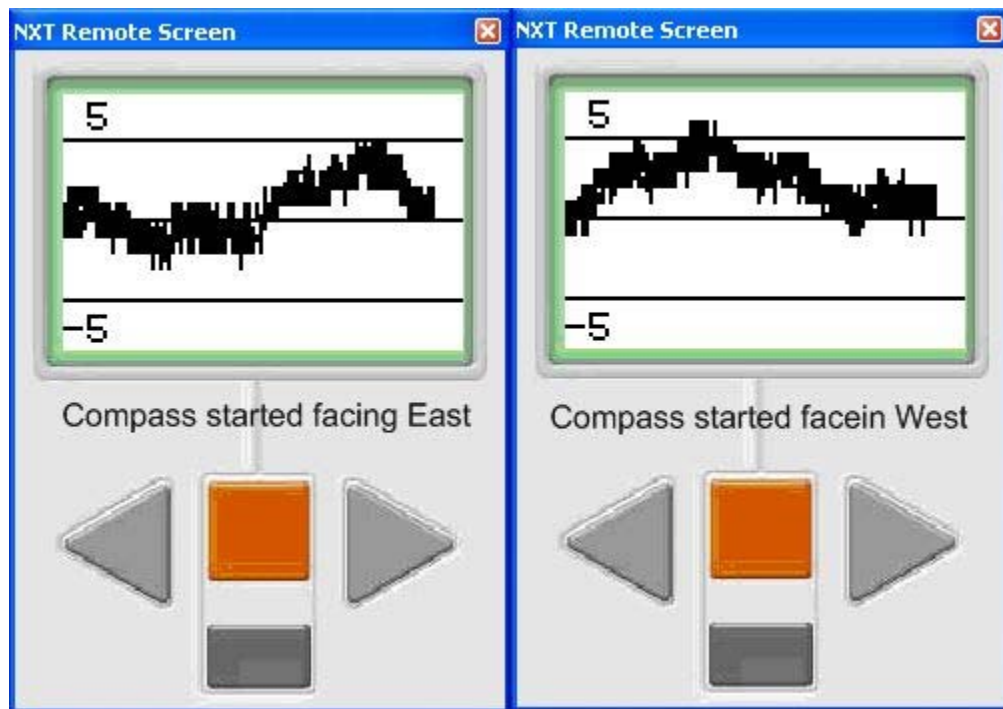 NXT Remote Screen
5
-5
Compass started facing East
NXT Remote Screen
5
-5
Compass started facein West